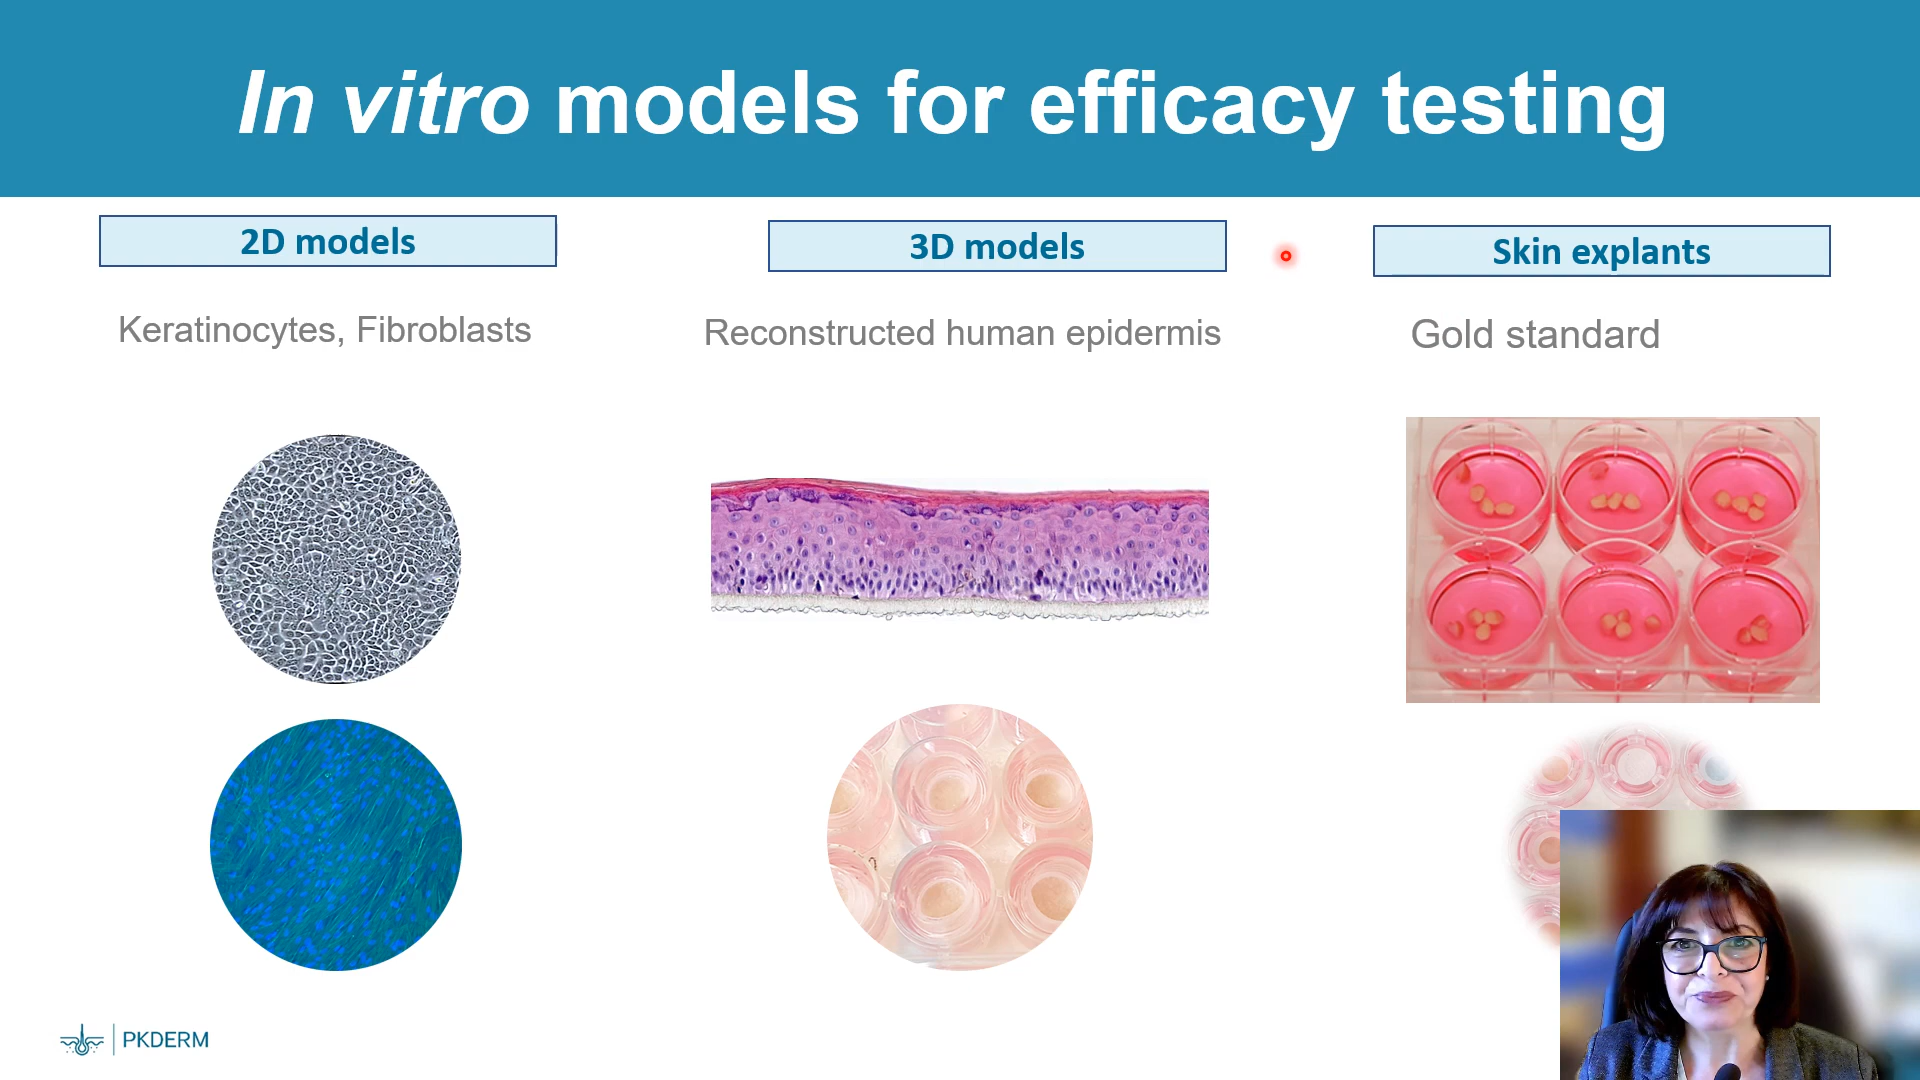 In vitro models for efficacy testing
2D models
Keratinocytes, Fibroblasts
3D models
Reconstructed human epidermis
Skin explants
Gold standard
PKDERM